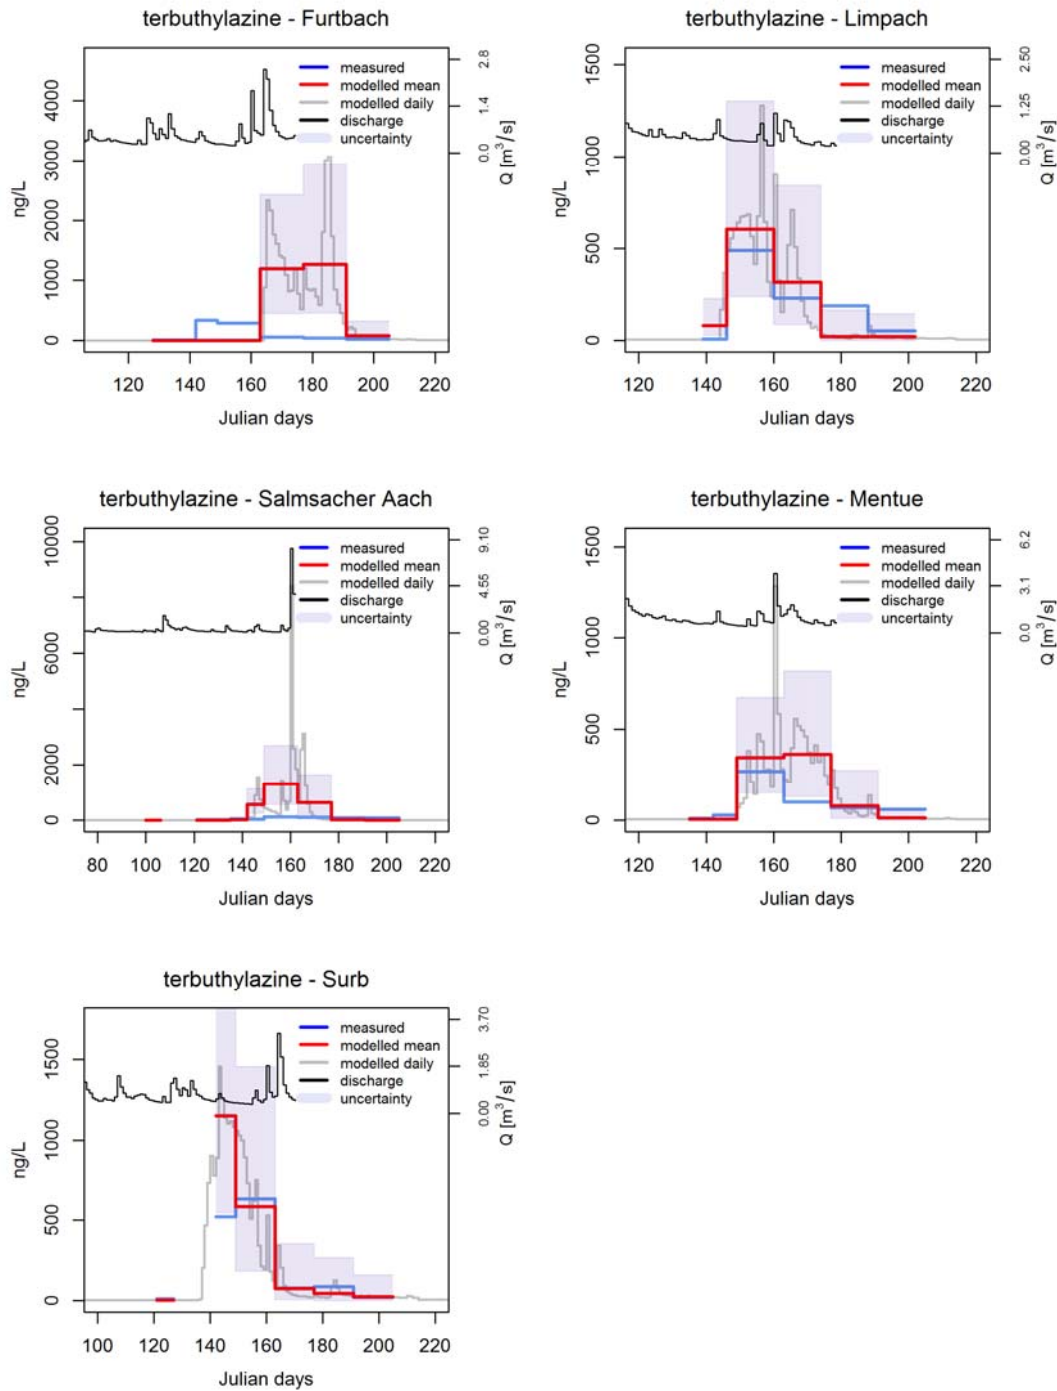 terbuthylazine - Furtbach
measured
modelled mean
modelled daily
discharge
uncertainty
0 1000 2000 3000 4000
ng/L
0.0 1.4 2.8
Q [m³/s]
120 140 160 180 200 220
Julian days
terbuthylazine - Limpach
measured
modelled mean
modelled daily
discharge
uncertainty
0 500 1000 1500
ng/L
0.00 1.25 2.50
Q [m³/s]
120 140 160 180 200 220
Julian days
terbuthylazine - Salmsacher Aach
measured
modelled mean
modelled daily
discharge
uncertainty
0 2000 6000 10000
ng/L
0.00 4.55 9.10
Q [m³/s]
80 100 120 140 160 180 200 220
Julian days
terbuthylazine - Mentue
measured
modelled mean
modelled daily
discharge
uncertainty
0 500 1000 1500
ng/L
0.0 3.1 6.2
Q [m³/s]
120 140 160 180 200 220
Julian days
terbuthylazine - Surb
measured
modelled mean
modelled daily
discharge
uncertainty
0 500 1000 1500
ng/L
0.00 1.85 3.70
Q [m³/s]
100 120 140 160 180 200 220
Julian days